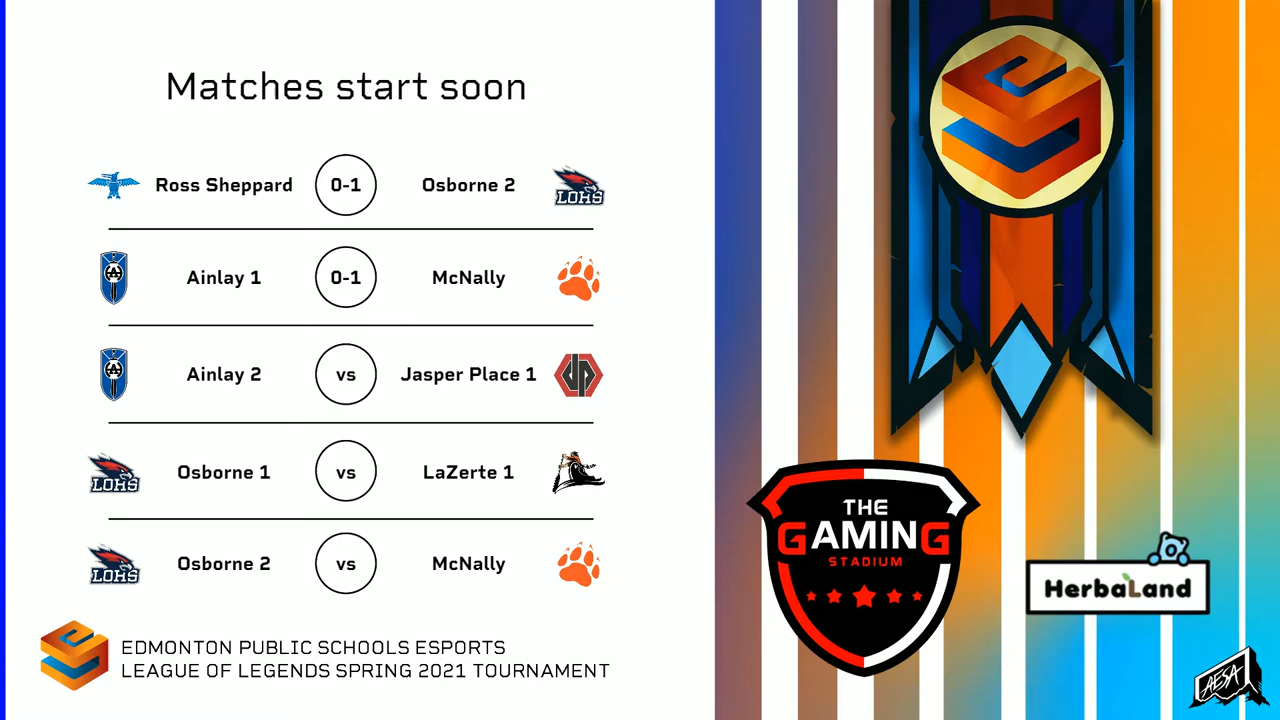 Matches start soon
Ross Sheppard 0-1 Osborne 2 LOHS
Ainlay 1 0-1 McNally
Ainlay 2 vs Jasper Place 1 JP
LOHS Osborne 1 vs LaZerte 1
LOHS Osborne 2 vs McNally
EDMONTON PUBLIC SCHOOLS ESPORTS
LEAGUE OF LEGENDS SPRING 2021 TOURNAMENT
THE
GAMING
STADIUM
HerbaLand
AESA